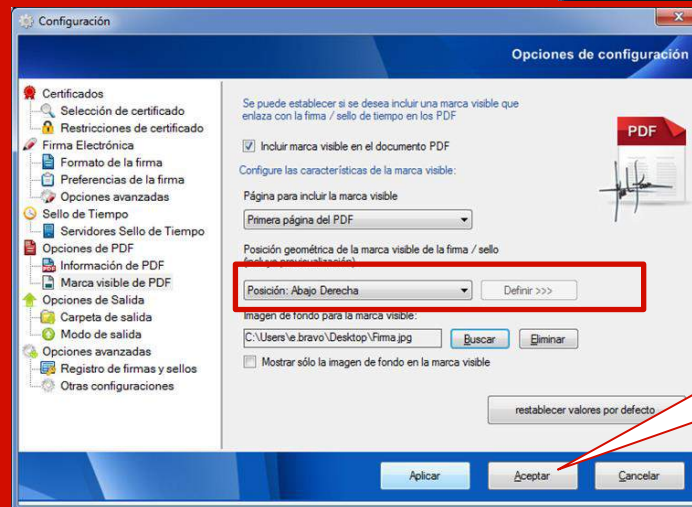 Configuración
Opciones de configuración
Certificados
Selección de certificado
Restricciones de certificado
Firma Electrónica
Formato de la firma
Preferencias de la firma
Opciones avanzadas
Sello de Tiempo
Servidores Sello de Tiempo
Opciones de PDF
Información de PDF
Marca visible de PDF
Opciones de Salida
Carpeta de salida
Modo de salida
Opciones avanzadas
Registro de firmas y sellos
Otras configuraciones
Se puede establecer si se desea incluir una marca visible que
enlaza con la firma / sello de tiempo en los PDF
Incluir marca visible en el documento PDF
Configure las características de la marca visible:
Página para incluir la marca visible
Primera página del PDF
Posición geométrica de la marca visible de la firma / sello
(incluye previsualización)
Posición: Abajo Derecha
Definir >>>
Imagen de fondo para la marca visible:
C:\Users\e.bravo\Desktop\Firma.jpg
Buscar
Eliminar
Mostrar sólo la imagen de fondo en la marca visible
PDF
restablecer valores por defecto
Aplicar
Aceptar
Cancelar